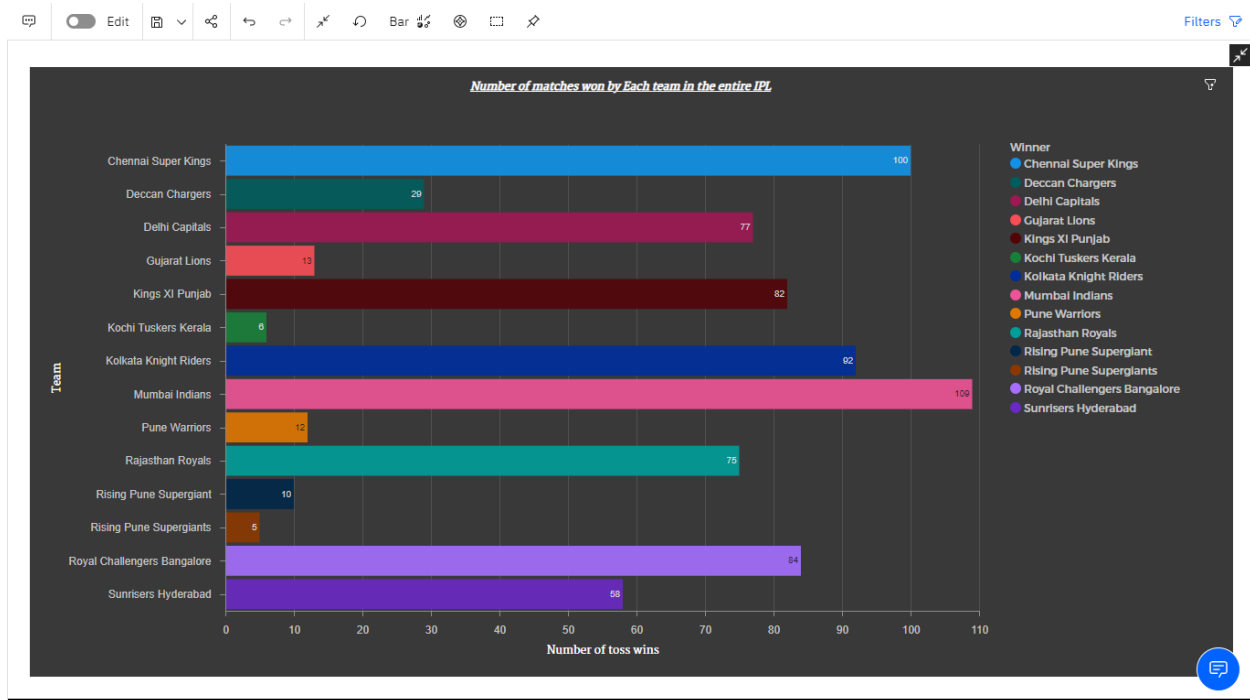 Edit
Bar
Filters
Number of matches won by Each team in the entire IPL
Team
Chennai Super Kings 100
Deccan Chargers 29
Delhi Capitals 77
Gujarat Lions 13
Kings XI Punjab 82
Kochi Tuskers Kerala 6
Kolkata Knight Riders 92
Mumbai Indians 109
Pune Warriors 12
Rajasthan Royals 75
Rising Pune Supergiant 10
Rising Pune Supergiants 5
Royal Challengers Bangalore 84
Sunrisers Hyderabad 58
0 10 20 30 40 50 60 70 80 90 100 110
Number of toss wins
Winner
Chennai Super Kings
Deccan Chargers
Delhi Capitals
Gujarat Lions
Kings XI Punjab
Kochi Tuskers Kerala
Kolkata Knight Riders
Mumbai Indians
Pune Warriors
Rajasthan Royals
Rising Pune Supergiant
Rising Pune Supergiants
Royal Challengers Bangalore
Sunrisers Hyderabad